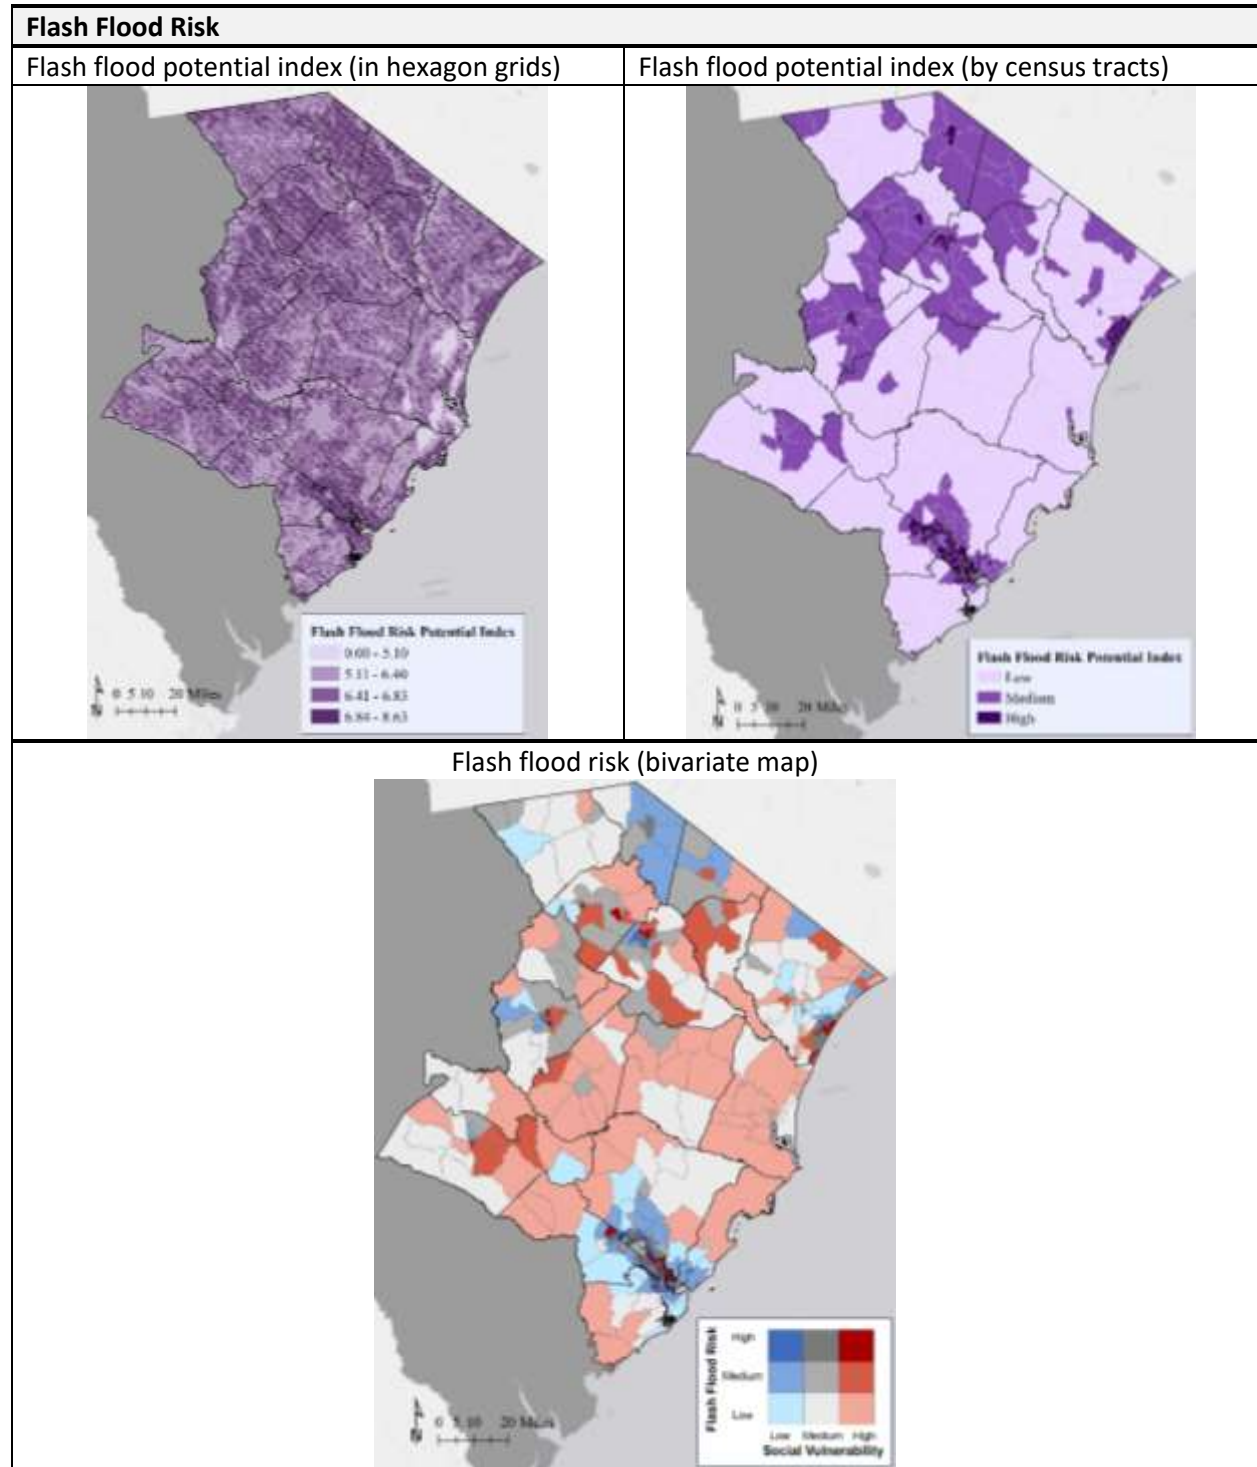 Flash Flood Risk
Flash flood potential index (in hexagon grids)
Flash flood potential index (by census tracts)
Flash Flood Risk Potential Index
0.00 - 5.10
5.11 - 6.40
6.41 - 6.83
6.84 - 8.63
0 5 10 20 Miles
N
Flash Flood Risk Potential Index
Low
Medium
High
0 5 10 20 Miles
N
Flash flood risk (bivariate map)
Flash Flood Risk
High
Medium
Low
Low Medium High
Social Vulnerability
0 5 10 20 Miles
N